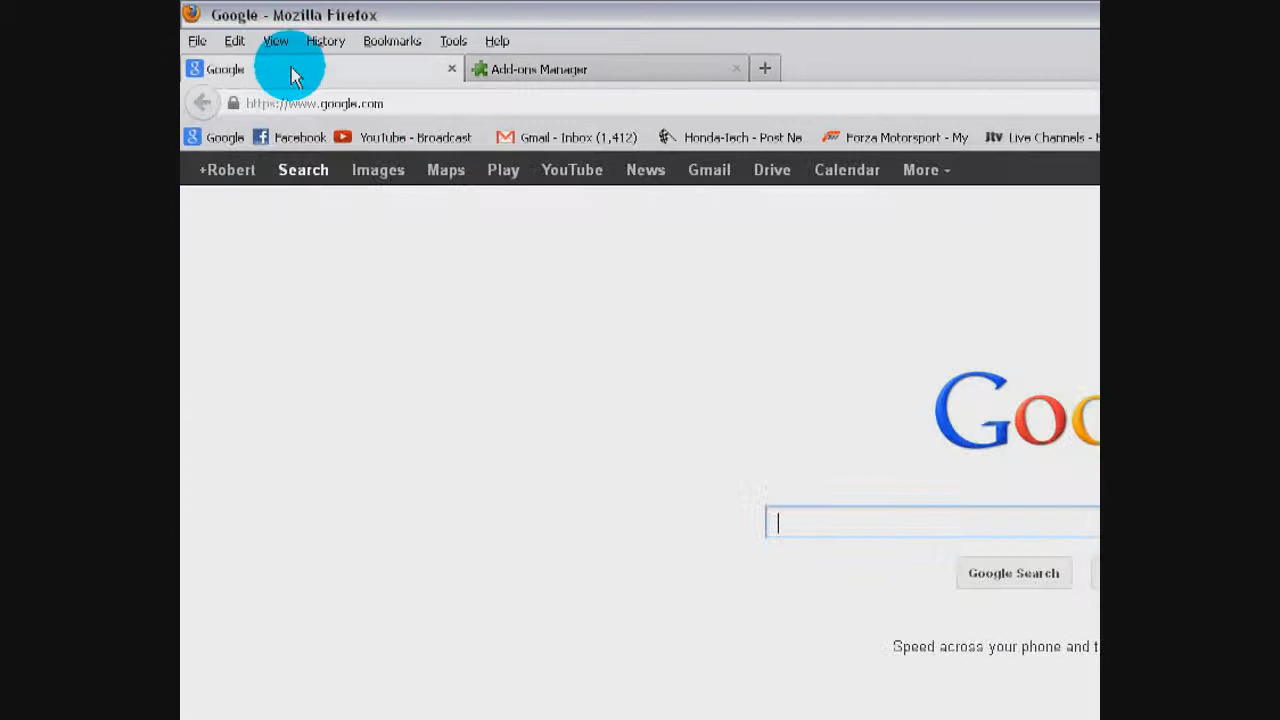 Google - Mozilla Firefox
File Edit View History Bookmarks Tools Help
Google Add-ons Manager
https://www.google.com
Google Facebook YouTube - Broadcast Gmail - Inbox (1,412) Honda-Tech - Post Ne Forza Motorsport - My jtv Live Channels -
+Robert Search Images Maps Play YouTube News Gmail Drive Calendar More
Goo
Google Search
Speed across your phone and t